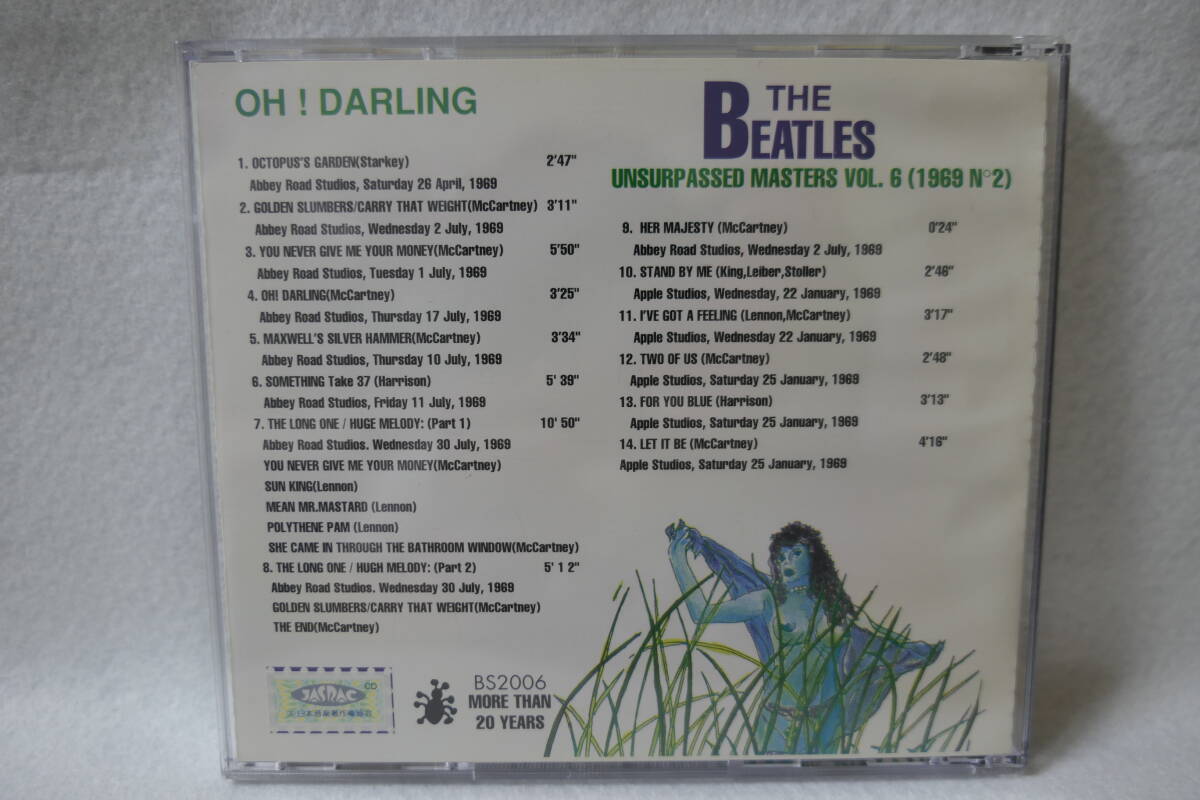 OH ! DARLING
1. OCTOPUS'S GARDEN(Starkey) 2'47"
Abbey Road Studios, Saturday 26 April, 1969
2. GOLDEN SLUMBERS/CARRY THAT WEIGHT(McCartney) 3'11"
Abbey Road Studios, Wednesday 2 July, 1969
3. YOU NEVER GIVE ME YOUR MONEY(McCartney) 5'50"
Abbey Road Studios, Tuesday 1 July, 1969
4. OH! DARLING(McCartney) 3'25"
Abbey Road Studios, Thursday 17 July, 1969
5. MAXWELL'S SILVER HAMMER(McCartney) 3'34"
Abbey Road Studios, Thursday 10 July, 1969
6. SOMETHING Take 37 (Harrison) 5' 39"
Abbey Road Studios, Friday 11 July, 1969
7. THE LONG ONE / HUGE MELODY: (Part 1) 10' 50"
Abbey Road Studios. Wednesday 30 July, 1969
YOU NEVER GIVE ME YOUR MONEY(McCartney)
SUN KING(Lennon)
MEAN MR.MASTARD (Lennon)
POLYTHENE PAM (Lennon)
SHE CAME IN THROUGH THE BATHROOM WINDOW(McCartney)
8. THE LONG ONE / HUGH MELODY: (Part 2) 5' 1 2"
Abbey Road Studios. Wednesday 30 July, 1969
GOLDEN SLUMBERS/CARRY THAT WEIGHT(McCartney)
THE END(McCartney)
THE
BEATLES
UNSURPASSED MASTERS VOL. 6 (1969 N°2)
9. HER MAJESTY (McCartney) 0'24"
Abbey Road Studios, Wednesday 2 July, 1969
10. STAND BY ME (King,Leiber,Stoller) 2'46"
Apple Studios, Wednesday, 22 January, 1969
11. I'VE GOT A FEELING (Lennon,McCartney) 3'17"
Apple Studios, Wednesday 22 January, 1969
12. TWO OF US (McCartney) 2'48"
Apple Studios, Saturday 25 January, 1969
13. FOR YOU BLUE (Harrison) 3'13"
Apple Studios, Saturday 25 January, 1969
14. LET IT BE (McCartney) 4'16"
Apple Studios, Saturday 25 January, 1969
CD
JASRAC
BS2006
MORE THAN
20 YEARS